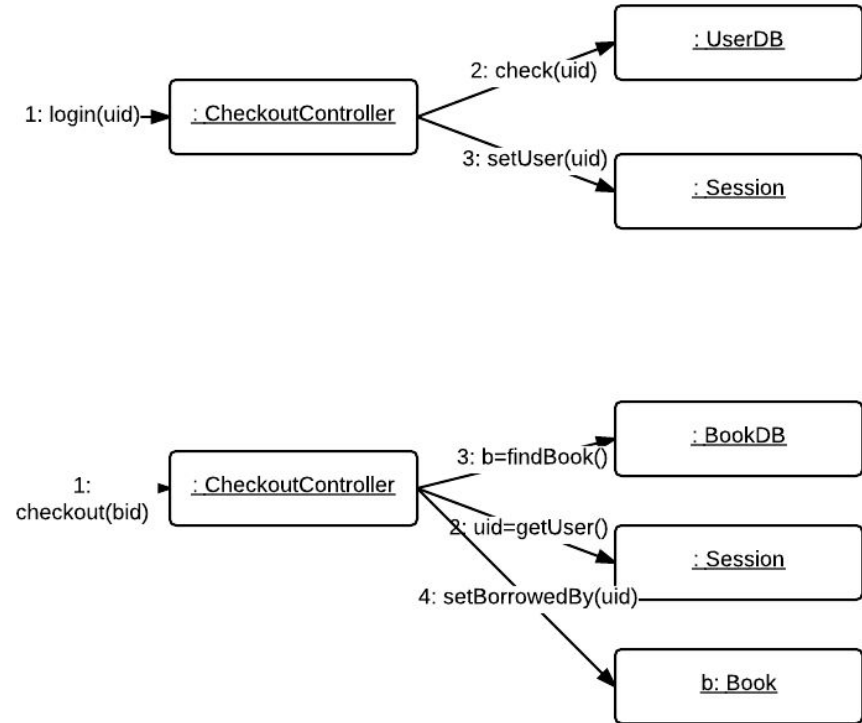 : UserDB
2: check(uid)
1: login(uid)
: CheckoutController
3: setUser(uid)
: Session
: BookDB
3: b=findBook()
: CheckoutController
1:
checkout(bid)
2: uid=getUser()
: Session
4: setBorrowedBy(uid)
b: Book